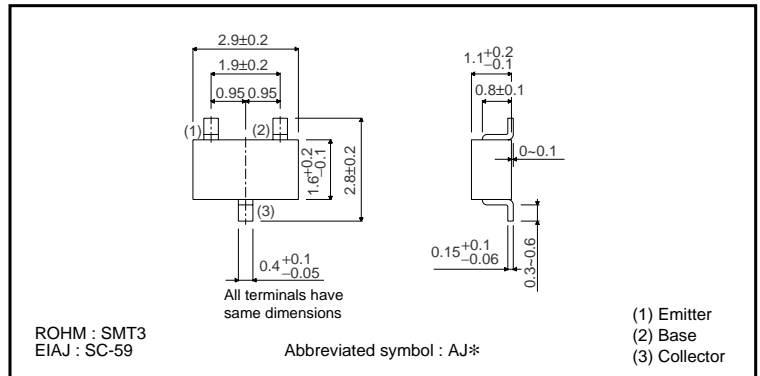 2.9±0.2
1.9±0.2
0.95 0.95
(1)
(2)
1.6+0.2−0.1
2.8±0.2
(3)
0.4+0.1−0.05
All terminals have
same dimensions
1.1+0.2−0.1
0.8±0.1
0~0.1
0.15+0.1−0.06
0.3~0.6
ROHM : SMT3
EIAJ : SC-59
Abbreviated symbol : AJ*
(1) Emitter
(2) Base
(3) Collector